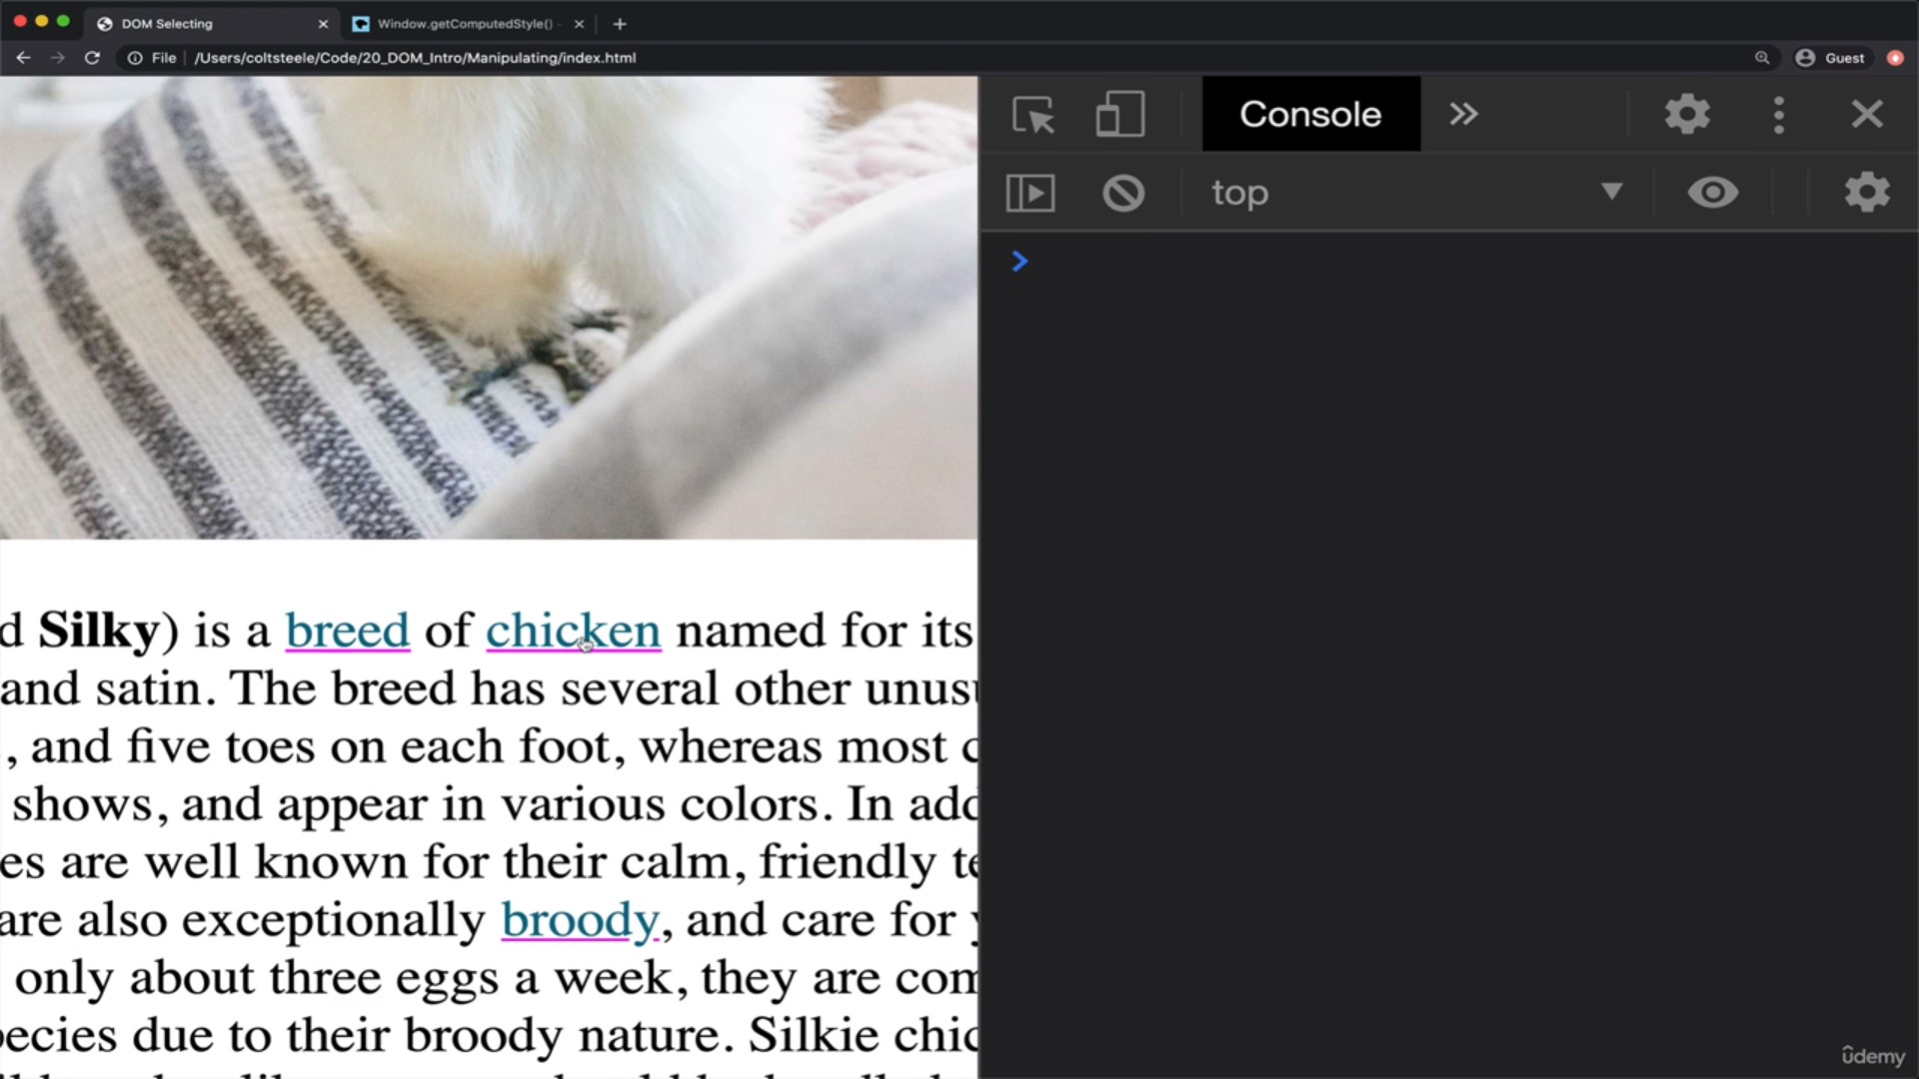 DOM Selecting
Window.getComputedStyle() -
File /Users/coltsteele/Code/20_DOM_Intro/Manipulating/index.html
Guest
Console
top
d Silky) is a breed of chicken named for its
and satin. The breed has several other unusu
, and five toes on each foot, whereas most c
shows, and appear in various colors. In add
es are well known for their calm, friendly te
are also exceptionally broody, and care for y
only about three eggs a week, they are com
pecies due to their broody nature. Silkie chic
ûdemy